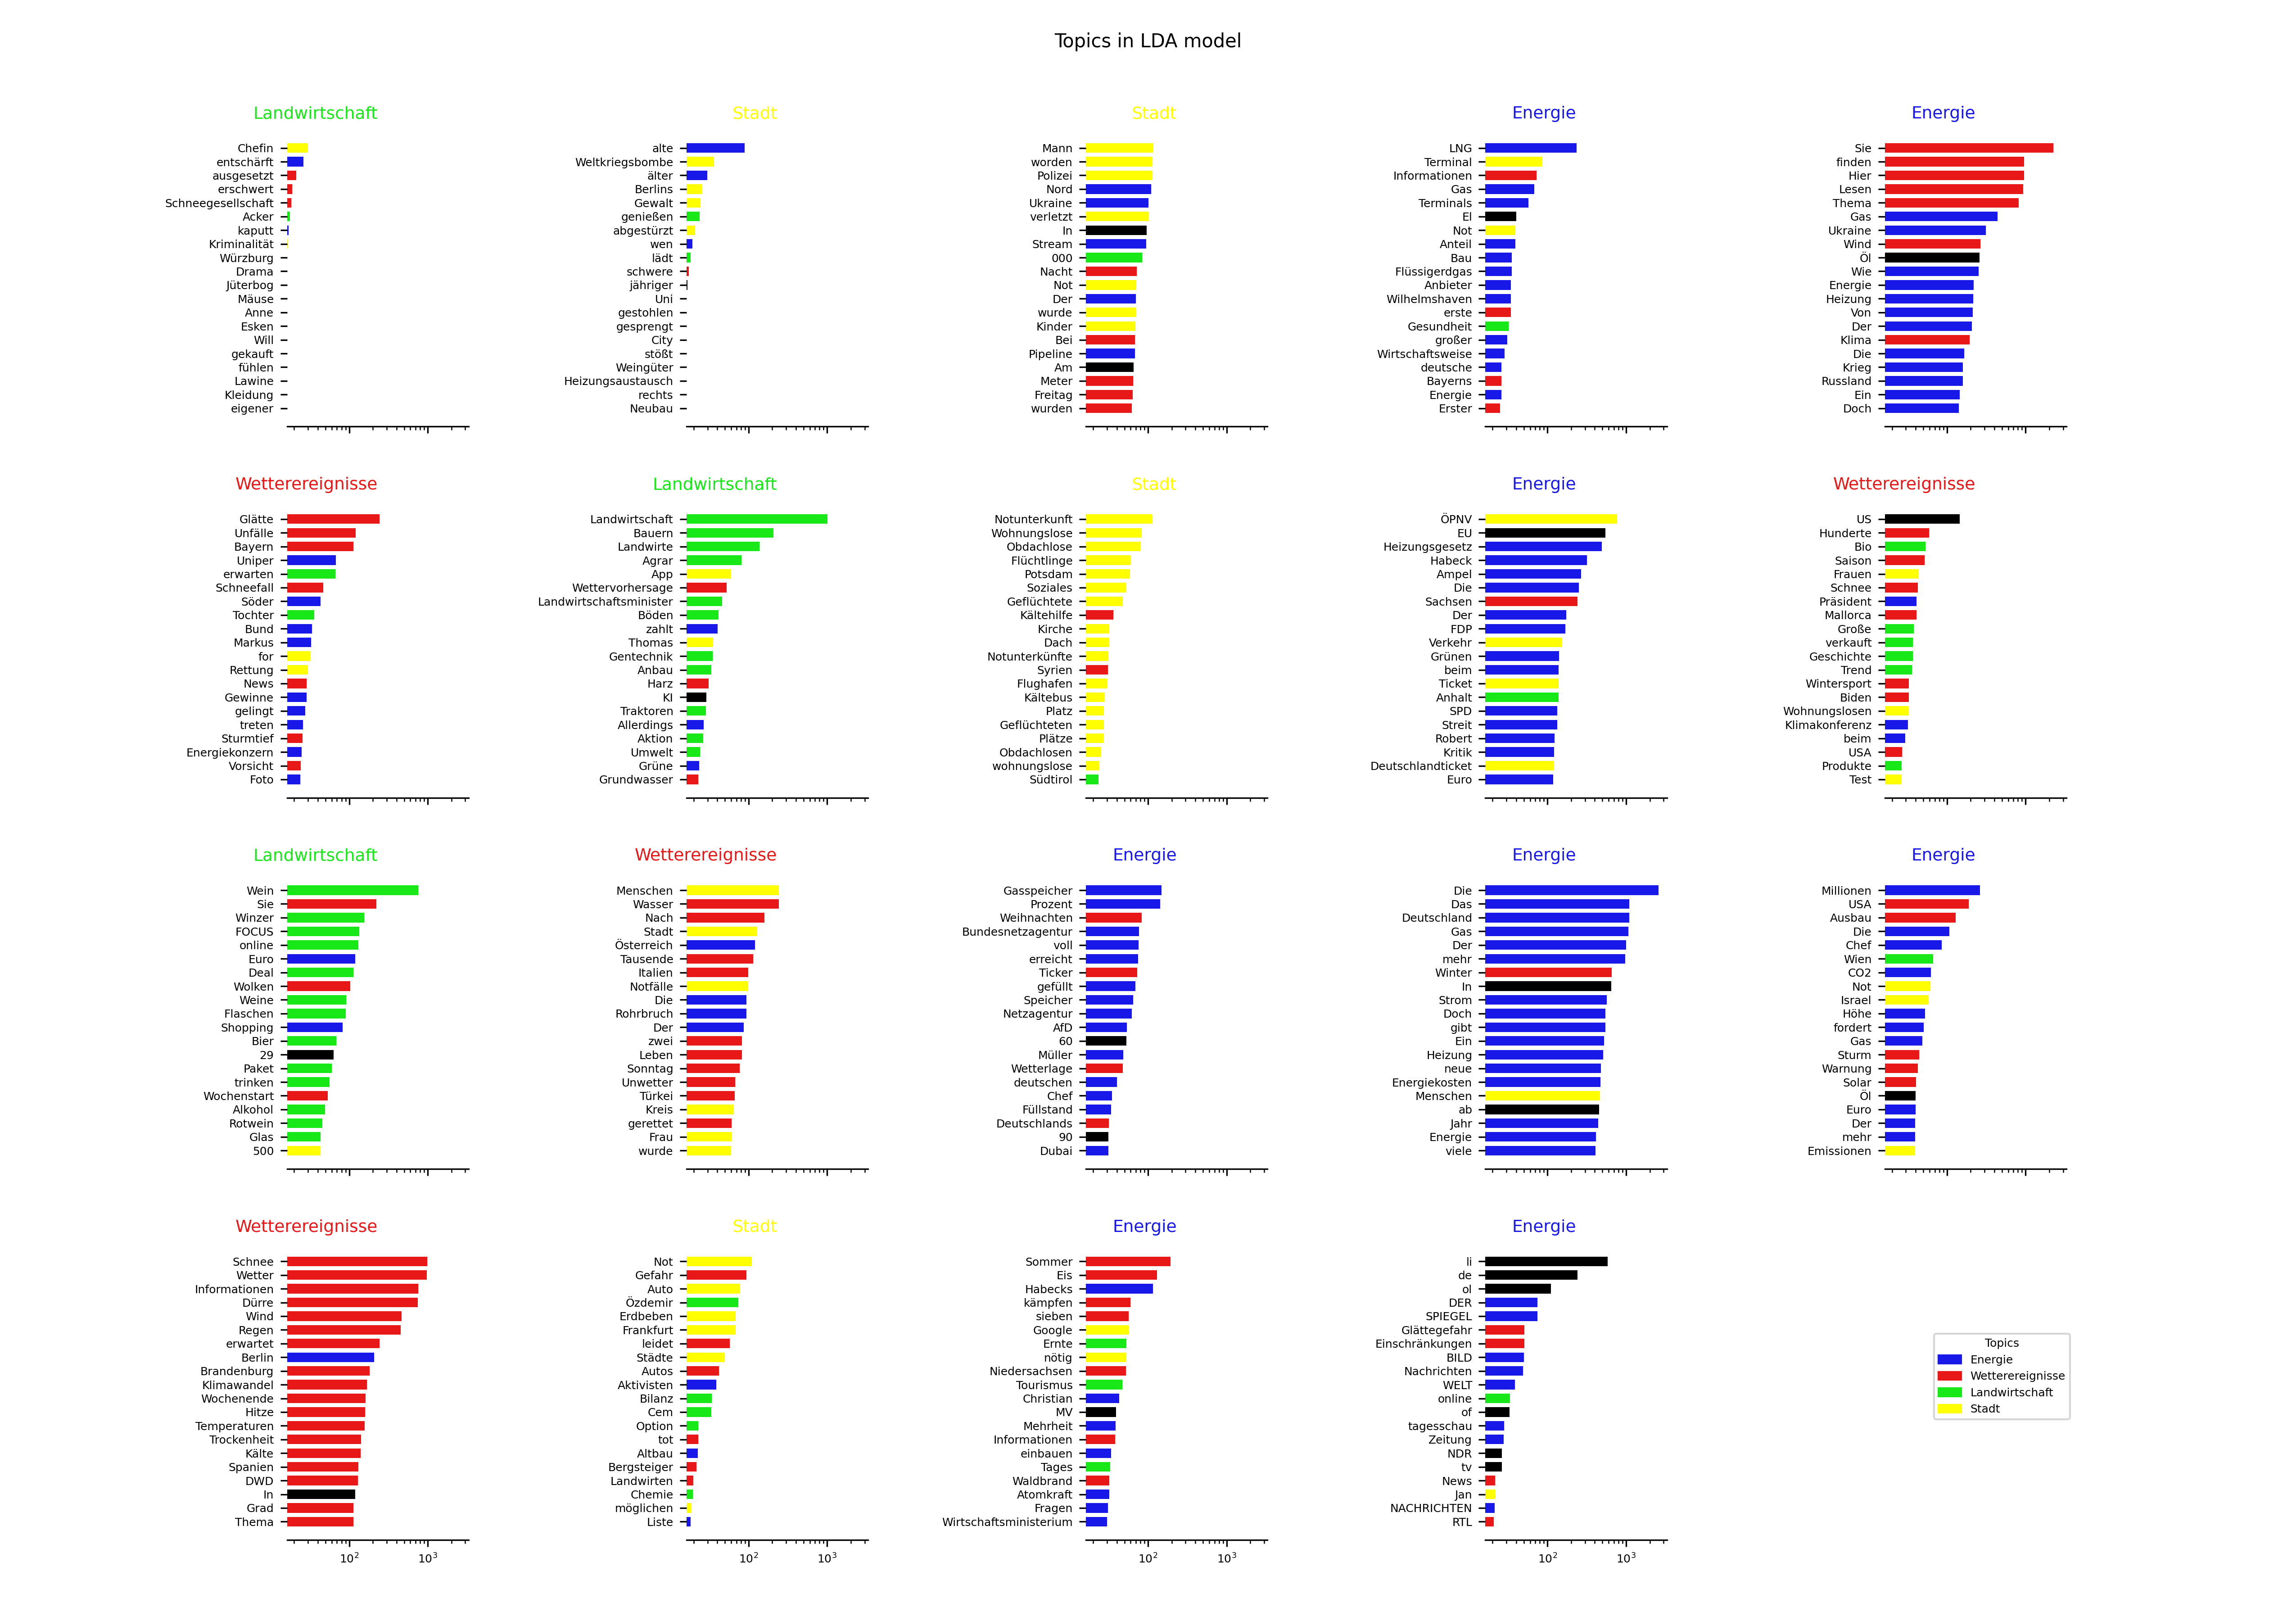 Topics in LDA model
Landwirtschaft
Chefin
entschärft
ausgesetzt
erschwert
Schneegesellschaft
Acker
kaputt
Kriminalität
Würzburg
Drama
Jüterbog
Mäuse
Anne
Esken
Will
gekauft
fühlen
Lawine
Kleidung
eigener
Stadt
alte
Weltkriegsbombe
älter
Berlins
Gewalt
genießen
abgestürzt
wen
lädt
schwere
jähriger
Uni
gestohlen
gesprengt
City
stößt
Weingüter
Heizungsaustausch
rechts
Neubau
Stadt
Mann
worden
Polizei
Nord
Ukraine
verletzt
In
Stream
000
Nacht
Not
Der
wurde
Kinder
Bei
Pipeline
Am
Meter
Freitag
wurden
Energie
LNG
Terminal
Informationen
Gas
Terminals
El
Not
Anteil
Bau
Flüssigerdgas
Anbieter
Wilhelmshaven
erste
Gesundheit
großer
Wirtschaftsweise
deutsche
Bayerns
Energie
Erster
Energie
Sie
finden
Hier
Lesen
Thema
Gas
Ukraine
Wind
Öl
Wie
Energie
Heizung
Von
Der
Klima
Die
Krieg
Russland
Ein
Doch
Wetterereignisse
Glätte
Unfälle
Bayern
Uniper
erwarten
Schneefall
Söder
Tochter
Bund
Markus
for
Rettung
News
Gewinne
gelingt
treten
Sturmtief
Energiekonzern
Vorsicht
Foto
Landwirtschaft
Landwirtschaft
Bauern
Landwirte
Agrar
App
Wettervorhersage
Landwirtschaftsminister
Böden
zahlt
Thomas
Gentechnik
Anbau
Harz
KI
Traktoren
Allerdings
Aktion
Umwelt
Grüne
Grundwasser
Stadt
Notunterkunft
Wohnungslose
Obdachlose
Flüchtlinge
Potsdam
Soziales
Geflüchtete
Kältehilfe
Kirche
Dach
Notunterkünfte
Syrien
Flughafen
Kältebus
Platz
Geflüchteten
Plätze
Obdachlosen
wohnungslose
Südtirol
Energie
ÖPNV
EU
Heizungsgesetz
Habeck
Ampel
Die
Sachsen
Der
FDP
Verkehr
Grünen
beim
Ticket
Anhalt
SPD
Streit
Robert
Kritik
Deutschlandticket
Euro
Wetterereignisse
US
Hunderte
Bio
Saison
Frauen
Schnee
Präsident
Mallorca
Große
verkauft
Geschichte
Trend
Wintersport
Biden
Wohnungslosen
Klimakonferenz
beim
USA
Produkte
Test
Landwirtschaft
Wein
Sie
Winzer
FOCUS
online
Euro
Deal
Wolken
Weine
Flaschen
Shopping
Bier
29
Paket
trinken
Wochenstart
Alkohol
Rotwein
Glas
500
Wetterereignisse
Menschen
Wasser
Nach
Stadt
Österreich
Tausende
Italien
Notfälle
Die
Rohrbruch
Der
zwei
Leben
Sonntag
Unwetter
Türkei
Kreis
gerettet
Frau
wurde
Energie
Gasspeicher
Prozent
Weihnachten
Bundesnetzagentur
voll
erreicht
Ticker
gefüllt
Speicher
Netzagentur
AfD
60
Müller
Wetterlage
deutschen
Chef
Füllstand
Deutschlands
90
Dubai
Energie
Die
Das
Deutschland
Gas
Der
mehr
Winter
In
Strom
Doch
gibt
Ein
Heizung
neue
Energiekosten
Menschen
ab
Jahr
Energie
viele
Energie
Millionen
USA
Ausbau
Die
Chef
Wien
CO2
Not
Israel
Höhe
fordert
Gas
Sturm
Warnung
Solar
Öl
Euro
Der
mehr
Emissionen
Wetterereignisse
Schnee
Wetter
Informationen
Dürre
Wind
Regen
erwartet
Berlin
Brandenburg
Klimawandel
Wochenende
Hitze
Temperaturen
Trockenheit
Kälte
Spanien
DWD
In
Grad
Thema
10² 10³
Stadt
Not
Gefahr
Auto
Özdemir
Erdbeben
Frankfurt
leidet
Städte
Autos
Aktivisten
Bilanz
Cem
Option
tot
Altbau
Bergsteiger
Landwirten
Chemie
möglichen
Liste
10² 10³
Energie
Sommer
Eis
Habecks
kämpfen
sieben
Google
Ernte
nötig
Niedersachsen
Tourismus
Christian
MV
Mehrheit
Informationen
einbauen
Tages
Waldbrand
Atomkraft
Fragen
Wirtschaftsministerium
10² 10³
Energie
li
de
ol
DER
SPIEGEL
Glättegefahr
Einschränkungen
BILD
Nachrichten
WELT
online
of
tagesschau
Zeitung
NDR
tv
News
Jan
NACHRICHTEN
RTL
10² 10³
Topics
Energie
Wetterereignisse
Landwirtschaft
Stadt